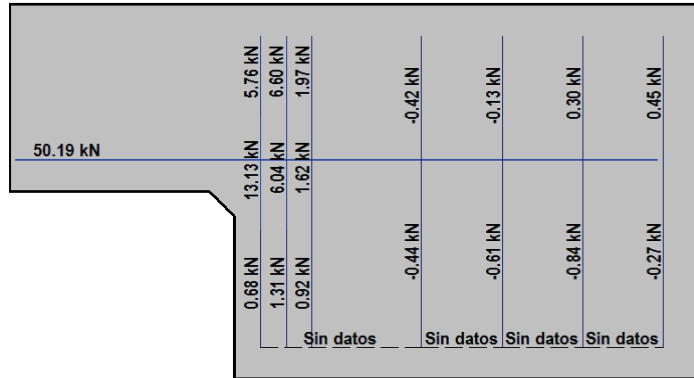 5.76 kN
6.60 kN
1.97 kN
-0.42 kN
-0.13 kN
0.30 kN
0.45 kN
50.19 kN
13.13 kN
6.04 kN
1.62 kN
0.68 kN
1.31 kN
0.92 kN
-0.44 kN
-0.61 kN
-0.84 kN
-0.27 kN
Sin datos Sin datos Sin datos Sin datos